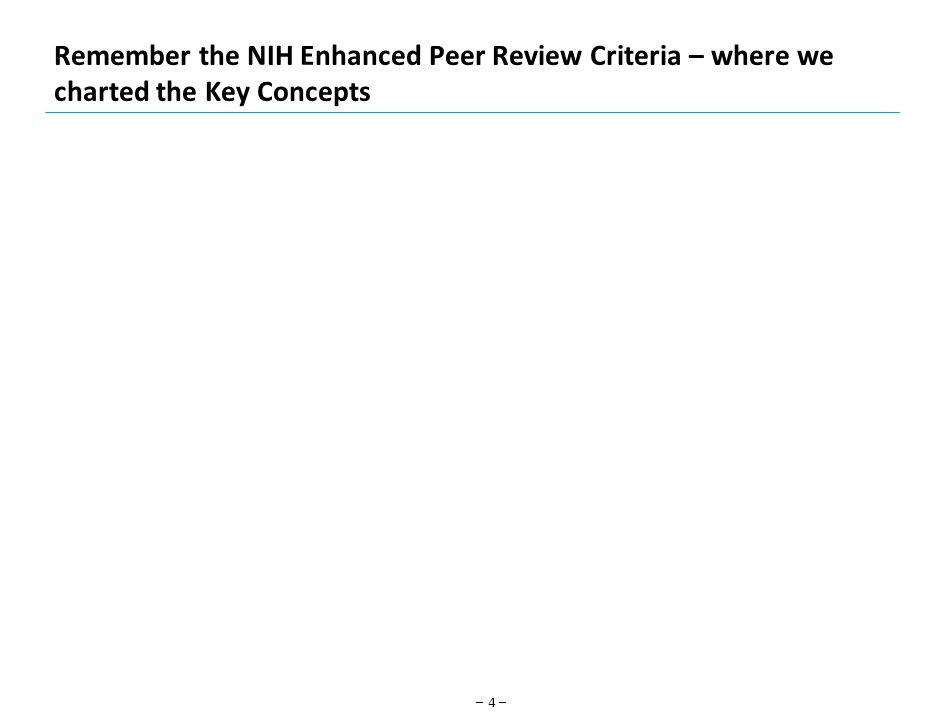 Remember the NIH Enhanced Peer Review Criteria – where we
charted the Key Concepts
– 4 –